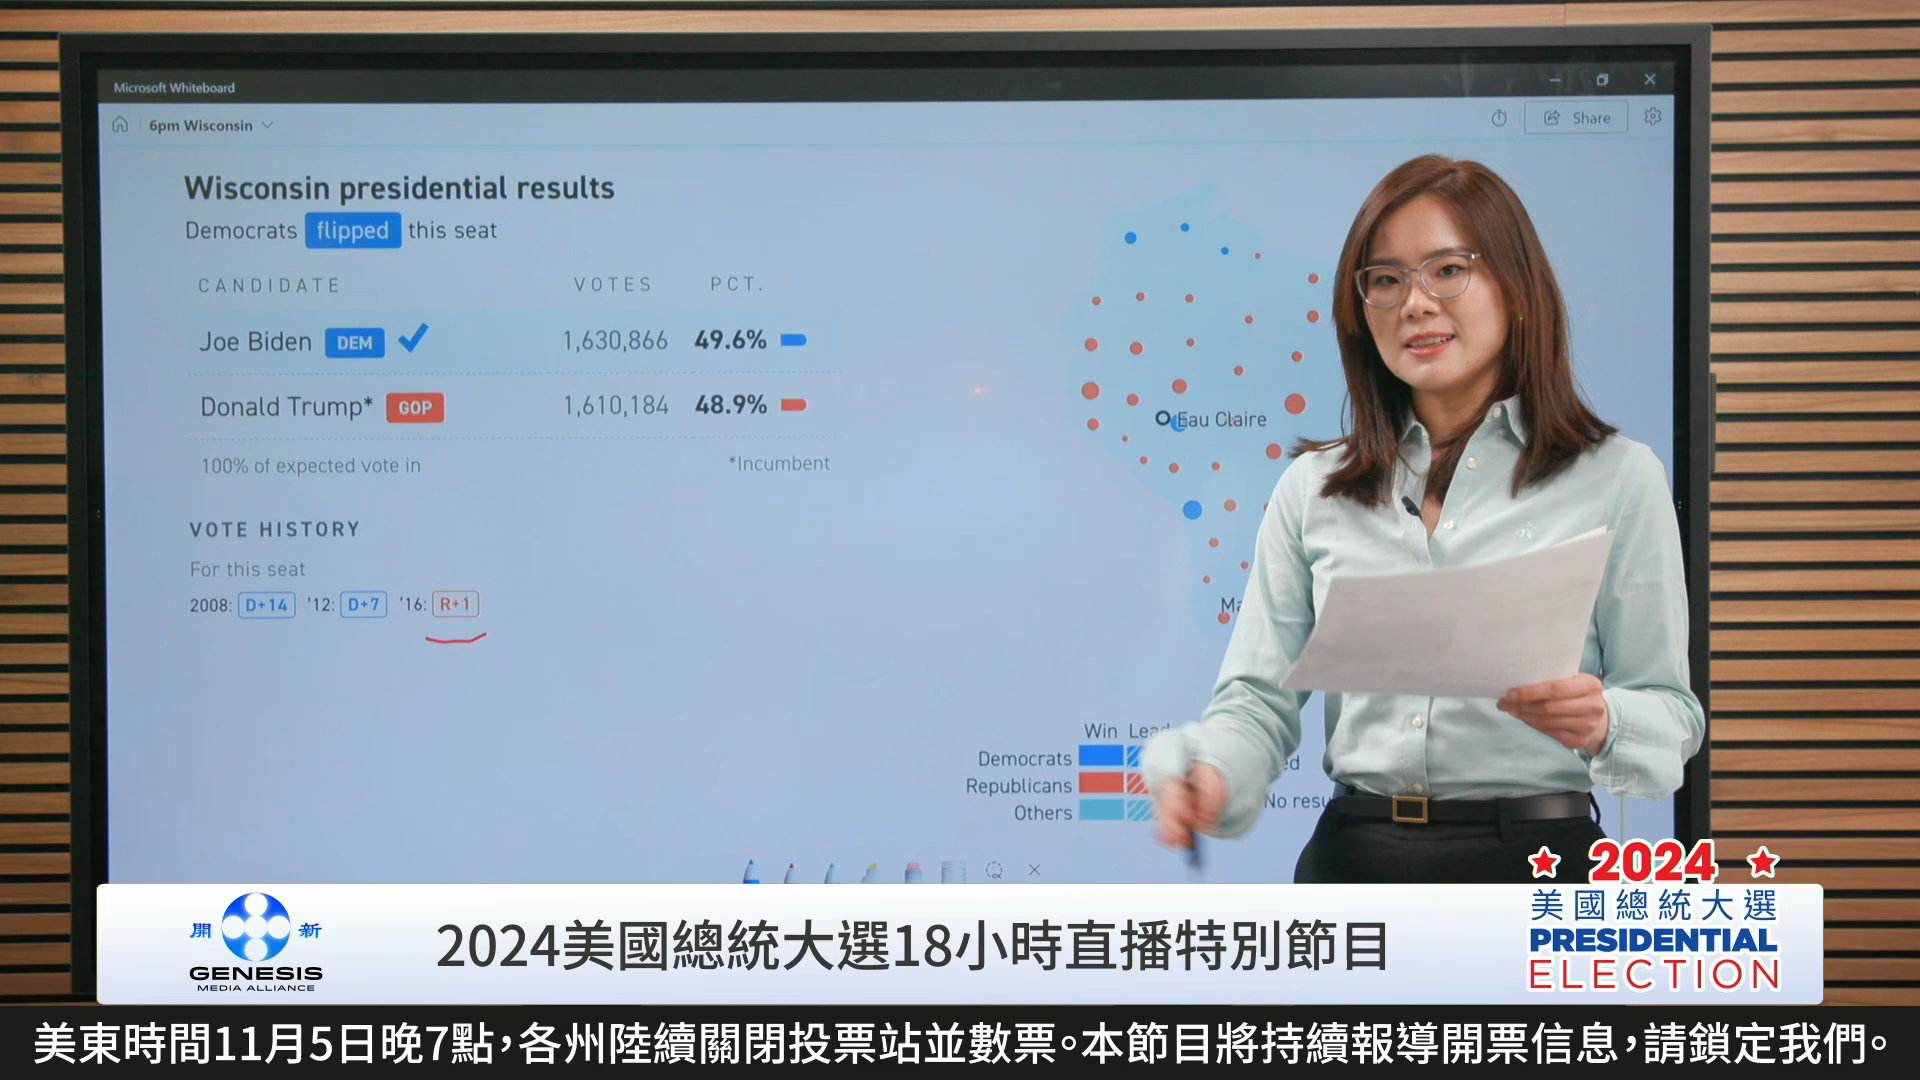 Microsoft Whiteboard
6pm Wisconsin
Share
Wisconsin presidential results
Democrats flipped this seat
CANDIDATE VOTES PCT.
Joe Biden DEM 1,630,866 49.6%
Donald Trump* GOP 1,610,184 48.9%
100% of expected vote in *Incumbent
VOTE HISTORY
For this seat
2008: D+14 '12: D+7 '16: R+1
Eau Claire
Win
Democrats
Republicans
Others
No
開新
GENESIS
MEDIA ALLIANCE
2024美國總統大選18小時直播特別節目
2024
美國總統大選
PRESIDENTIAL
ELECTION
美東時間11月5日晚7點，各州陸續關閉投票站並數票。本節目將持續報導開票信息，請鎖定我們。